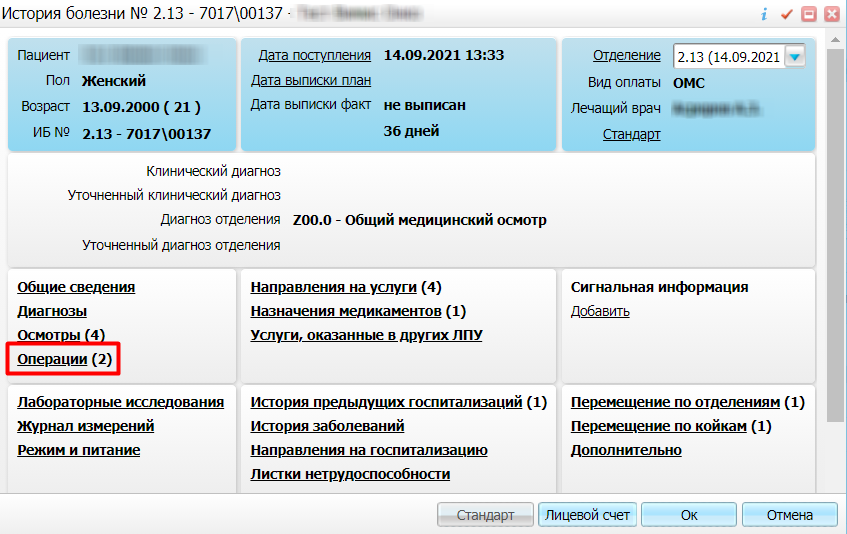 История болезни № 2.13 - 7017\00137 -
Пациент
Пол Женский
Возраст 13.09.2000 ( 21 )
ИБ № 2.13 - 7017\00137
Дата поступления 14.09.2021 13:33
Дата выписки план
Дата выписки факт не выписан
36 дней
Отделение 2.13 (14.09.2021
Вид оплаты ОМС
Лечащий врач
Стандарт
Клинический диагноз
Уточненный клинический диагноз
Диагноз отделения Z00.0 - Общий медицинский осмотр
Уточненный диагноз отделения
Общие сведения
Диагнозы
Осмотры (4)
Операции (2)
Направления на услуги (4)
Назначения медикаментов (1)
Услуги, оказанные в других ЛПУ
Сигнальная информация
Добавить
Лабораторные исследования
Журнал измерений
Режим и питание
История предыдущих госпитализаций (1)
История заболеваний
Направления на госпитализацию
Листки нетрудоспособности
Перемещение по отделениям (1)
Перемещение по койкам (1)
Дополнительно
Стандарт
Лицевой счет
Ок
Отмена